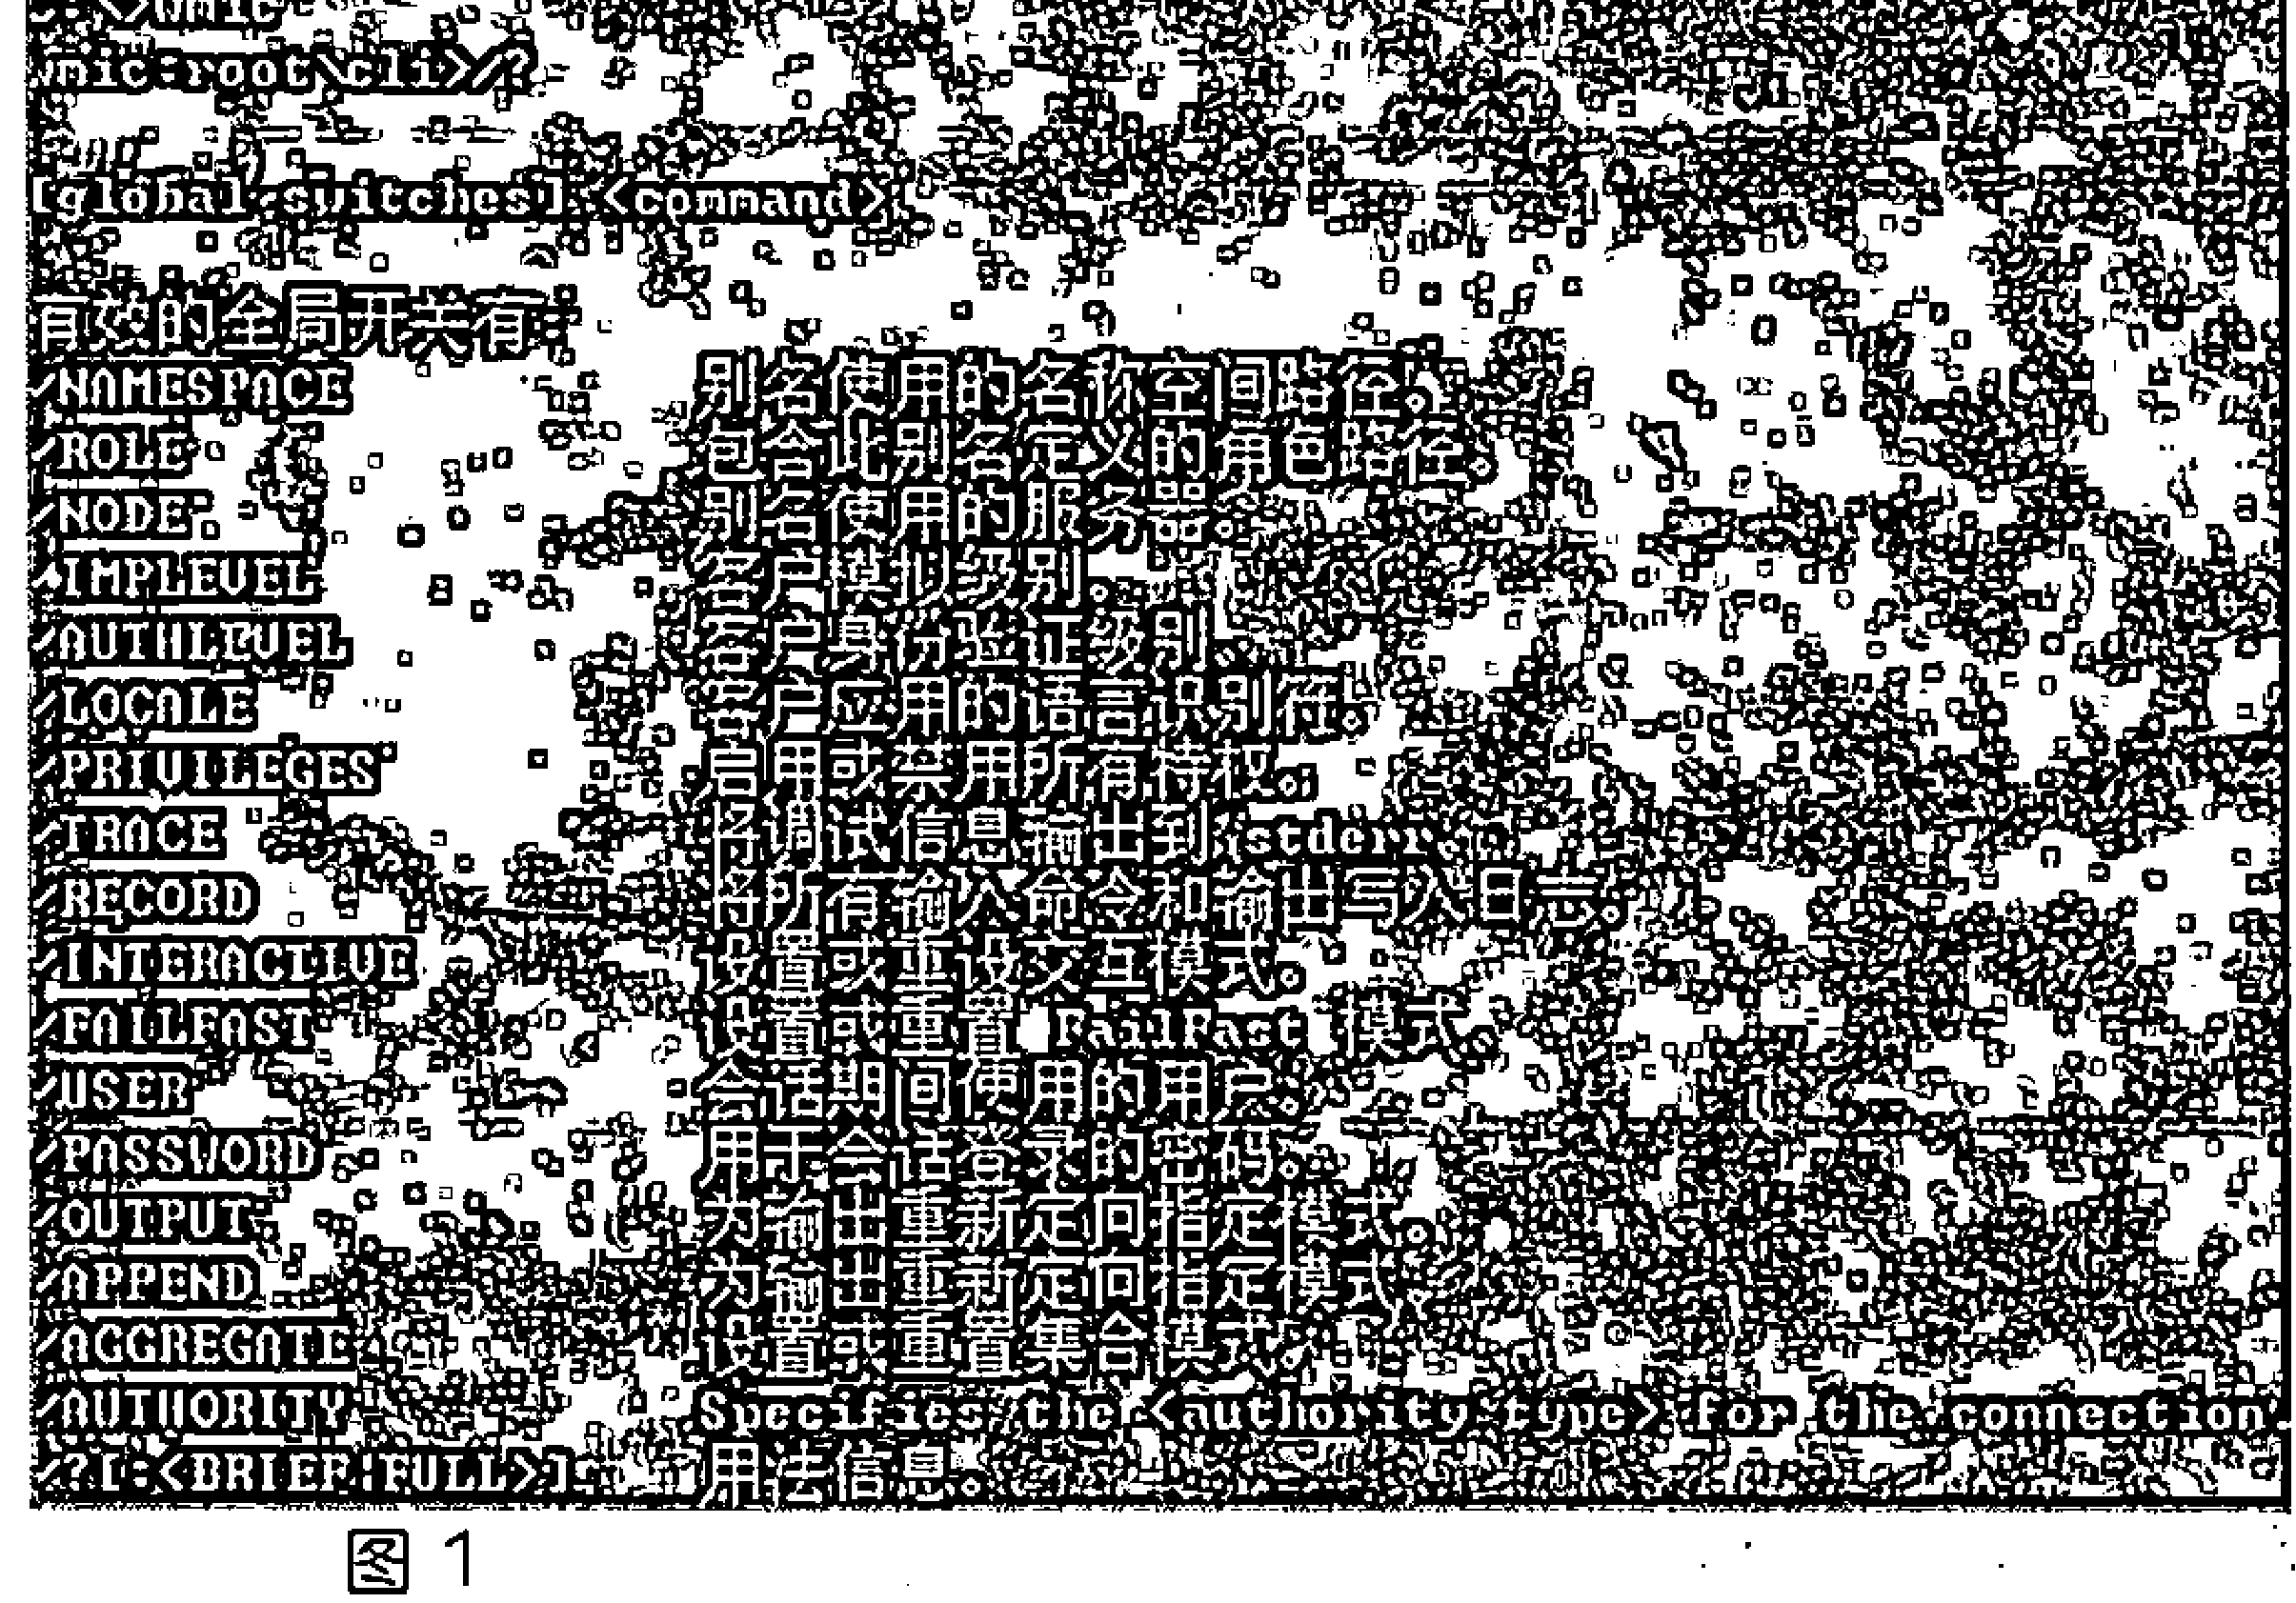 C:\>wmic
wmic:root\cli>/?
[global switches] <command>
有效的全局开关有:
/NAMESPACE 别名使用的名称空间路径。
/ROLE 包含此别名定义的角色路径。
/NODE 别名使用的服务器。
/IMPLEVEL 客户模拟级别。
/AUTHLEVEL 客户身份验证级别。
/LOCALE 客户应用的语言识别符。
/PRIVILEGES 启用或禁用所有特权。
/TRACE 将调试信息输出到 stderr。
/RECORD 将所有输入命令和输出写入日志。
/INTERACTIVE 设置或重设交互模式。
/FAILFAST 设置或重置 FailFast 模式。
/USER 会话期间使用的用户。
/PASSWORD 用于会话登录的密码。
/OUTPUT 为输出重新定向指定模式。
/APPEND 为输出重新定向指定模式。
/AGGREGATE 设置或重置集合模式。
/AUTHORITY Specifies the <authority type> for the connection.
/?[:<BRIEF|FULL>] 用法信息。
图 1